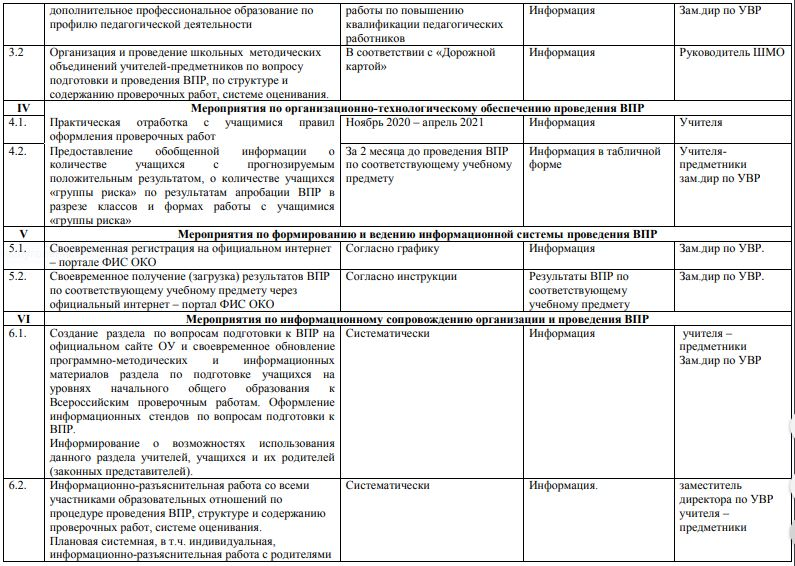 дополнительное профессиональное образование по
профилю педагогической деятельности
работы по повышению
квалификации педагогических
работников
Информация
Зам.дир по УВР
3.2
Организация и проведение школьных методических
объединений учителей-предметников по вопросу
подготовки и проведения ВПР, по структуре и
содержанию проверочных работ, системе оценивания.
В соответствии с «Дорожной
картой»
Информация
Руководитель ШМО
IV
Мероприятия по организационно-технологическому обеспечению проведения ВПР
4.1.
Практическая отработка с учащимися правил
оформления проверочных работ
Ноябрь 2020 – апрель 2021
Информация
Учителя
4.2.
Предоставление обобщенной информации о
количестве учащихся с прогнозируемым
положительным результатом, о количестве учащихся
«группы риска» по результатам апробации ВПР в
разрезе классов и формах работы с учащимися
«группы риска»
За 2 месяца до проведения ВПР
по соответствующему учебному
предмету
Информация в табличной
форме
Учителя-
предметники
зам.дир по УВР
V
Мероприятия по формированию и ведению информационной системы проведения ВПР
5.1.
Своевременная регистрация на официальном интернет
– портале ФИС ОКО
Согласно графику
Информация
Зам.дир по УВР.
5.2.
Своевременное получение (загрузка) результатов ВПР
по соответствующему учебному предмету через
официальный интернет – портал ФИС ОКО
Согласно инструкции
Результаты ВПР по
соответствующему
учебному предмету
Зам.дир по УВР.
VI
Мероприятия по информационному сопровождению организации и проведения ВПР
6.1.
Создание раздела по вопросам подготовки к ВПР на
официальном сайте ОУ и своевременное обновление
программно-методических и информационных
материалов раздела по подготовке учащихся на
уровнях начального общего образования к
Всероссийским проверочным работам. Оформление
информационных стендов по вопросам подготовки к
ВПР.
Информирование о возможностях использования
данного раздела учителей, учащихся и их родителей
(законных представителей).
Систематически
Информация
учителя –
предметники
Зам.дир по УВР
6.2.
Информационно-разъяснительная работа со всеми
участниками образовательных отношений по
процедуре проведения ВПР, структуре и содержанию
проверочных работ, системе оценивания.
Плановая системная, в т.ч. индивидуальная,
информационно-разъяснительная работа с родителями
Систематически
Информация.
заместитель
директора по УВР
учителя –
предметники